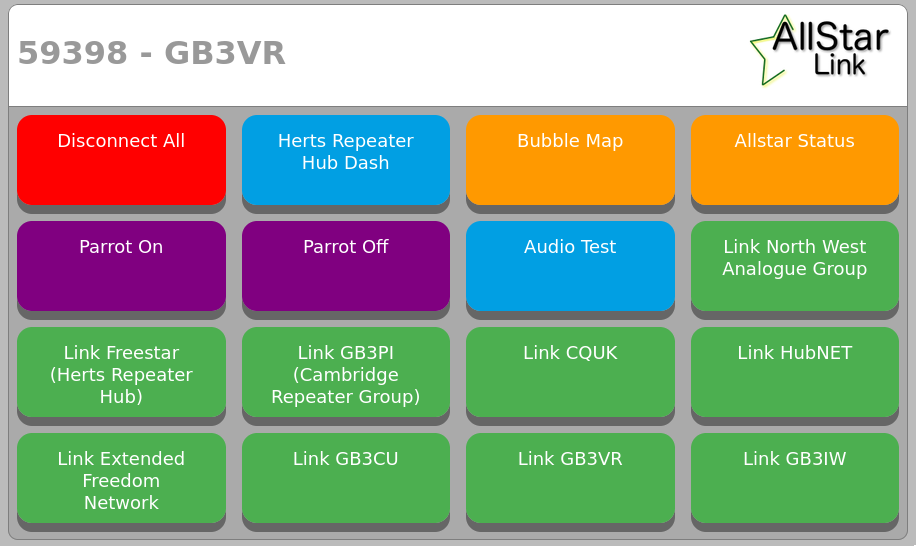 59398 - GB3VR
AllStar
Link
Disconnect All
Herts Repeater
Hub Dash
Bubble Map
Allstar Status
Parrot On
Parrot Off
Audio Test
Link North West
Analogue Group
Link Freestar
(Herts Repeater
Hub)
Link GB3PI
(Cambridge
Repeater Group)
Link CQUK
Link HubNET
Link Extended
Freedom
Network
Link GB3CU
Link GB3VR
Link GB3IW